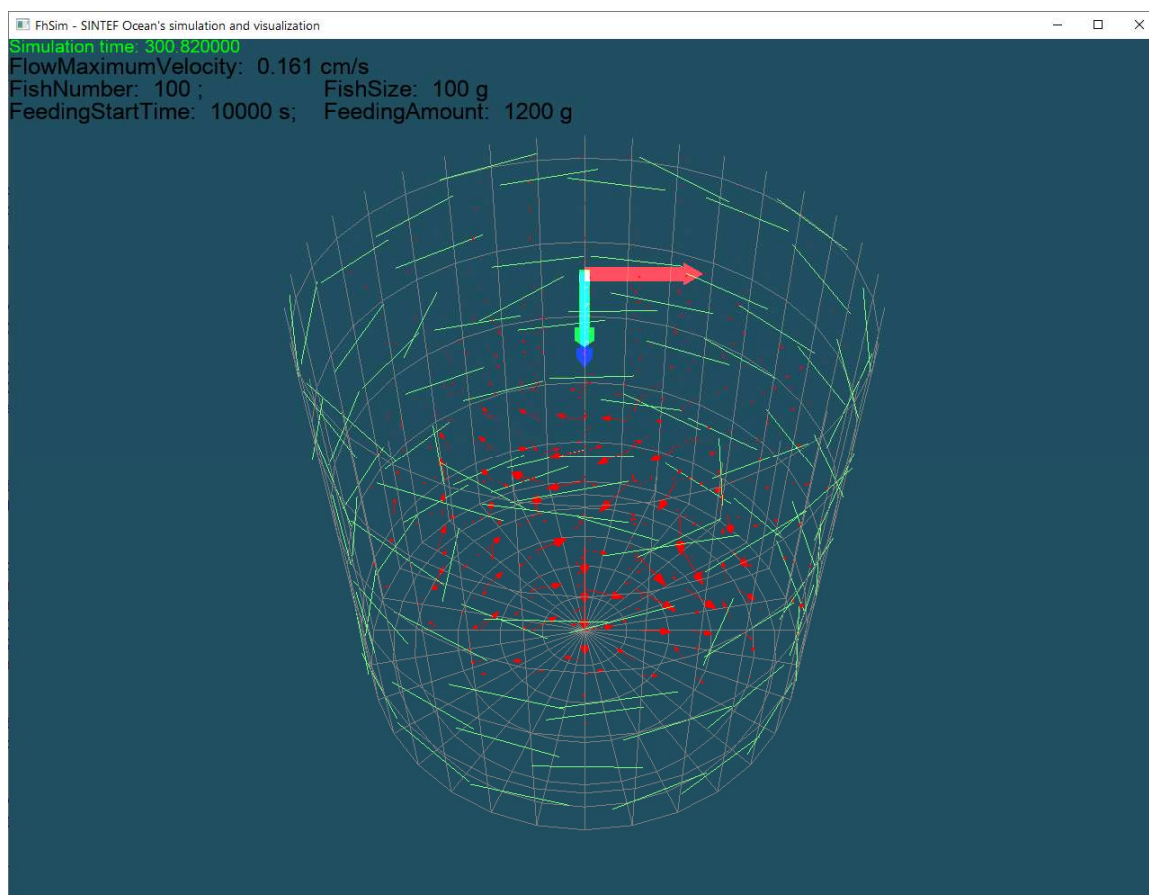 FhSim - SINTEF Ocean's simulation and visualization
Simulation time: 300.820000
FlowMaximumVelocity: 0.161 cm/s
FishNumber: 100 ; FishSize: 100 g
FeedingStartTime: 10000 s; FeedingAmount: 1200 g